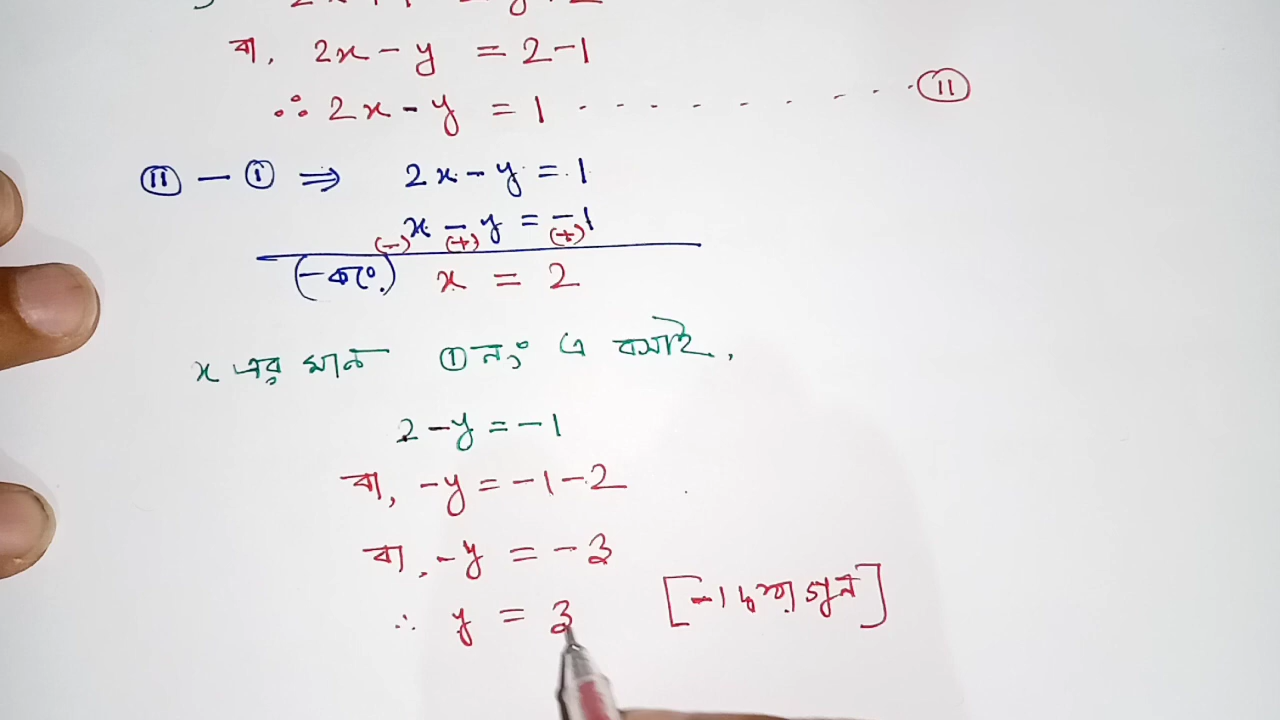 বা, 2x - y = 2-1
∴ 2x - y = 1 . . . . . . . . . (II)
(II) - (I) ⇒ 2x - y = 1
x - y = -1
(-) (+) (+)
(- করে) x = 2
x এর মান (1) নং এ বসাই,
2 - y = -1
বা, -y = -1-2
বা, -y = -3
∴ y = 3 [-1 দ্বারা গুন]